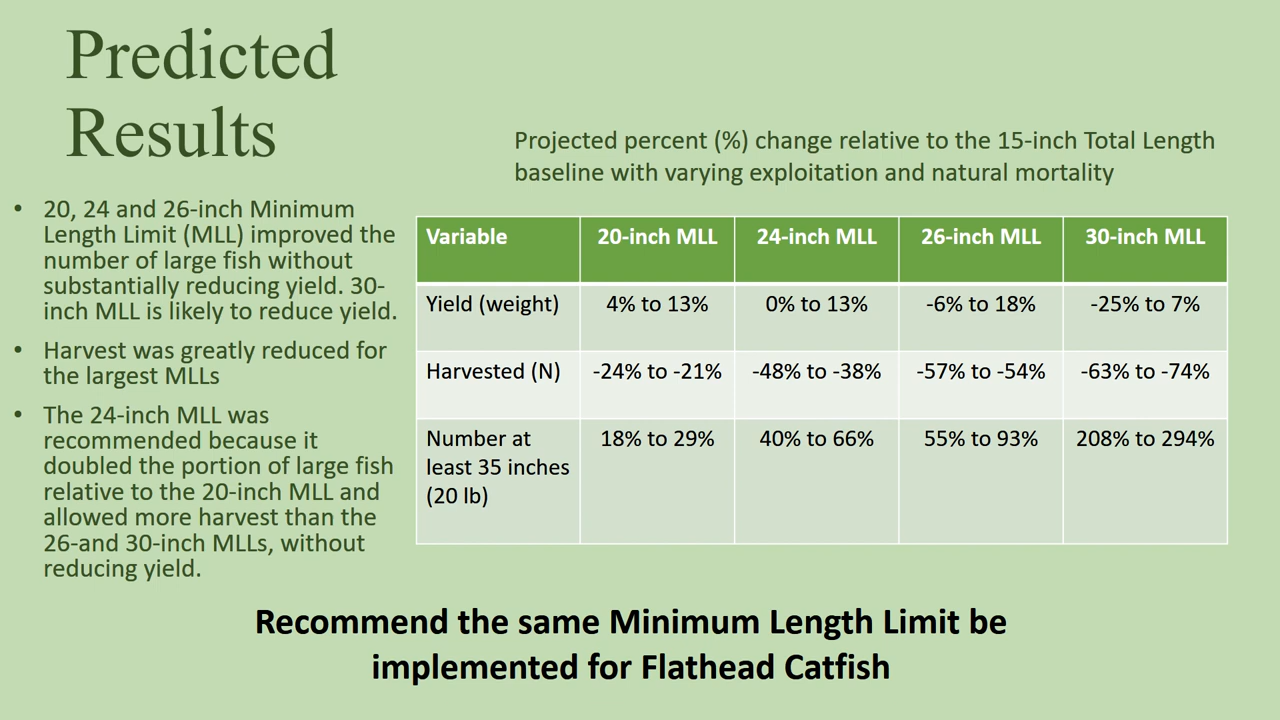 Predicted
Results
Projected percent (%) change relative to the 15-inch Total Length
baseline with varying exploitation and natural mortality
• 20, 24 and 26-inch Minimum
Length Limit (MLL) improved the
number of large fish without
substantially reducing yield. 30-
inch MLL is likely to reduce yield.
• Harvest was greatly reduced for
the largest MLLs
• The 24-inch MLL was
recommended because it
doubled the portion of large fish
relative to the 20-inch MLL and
allowed more harvest than the
26-and 30-inch MLLs, without
reducing yield.
Variable 20-inch MLL 24-inch MLL 26-inch MLL 30-inch MLL
Yield (weight) 4% to 13% 0% to 13% -6% to 18% -25% to 7%
Harvested (N) -24% to -21% -48% to -38% -57% to -54% -63% to -74%
Number at 18% to 29% 40% to 66% 55% to 93% 208% to 294%
least 35 inches
(20 lb)
Recommend the same Minimum Length Limit be
implemented for Flathead Catfish